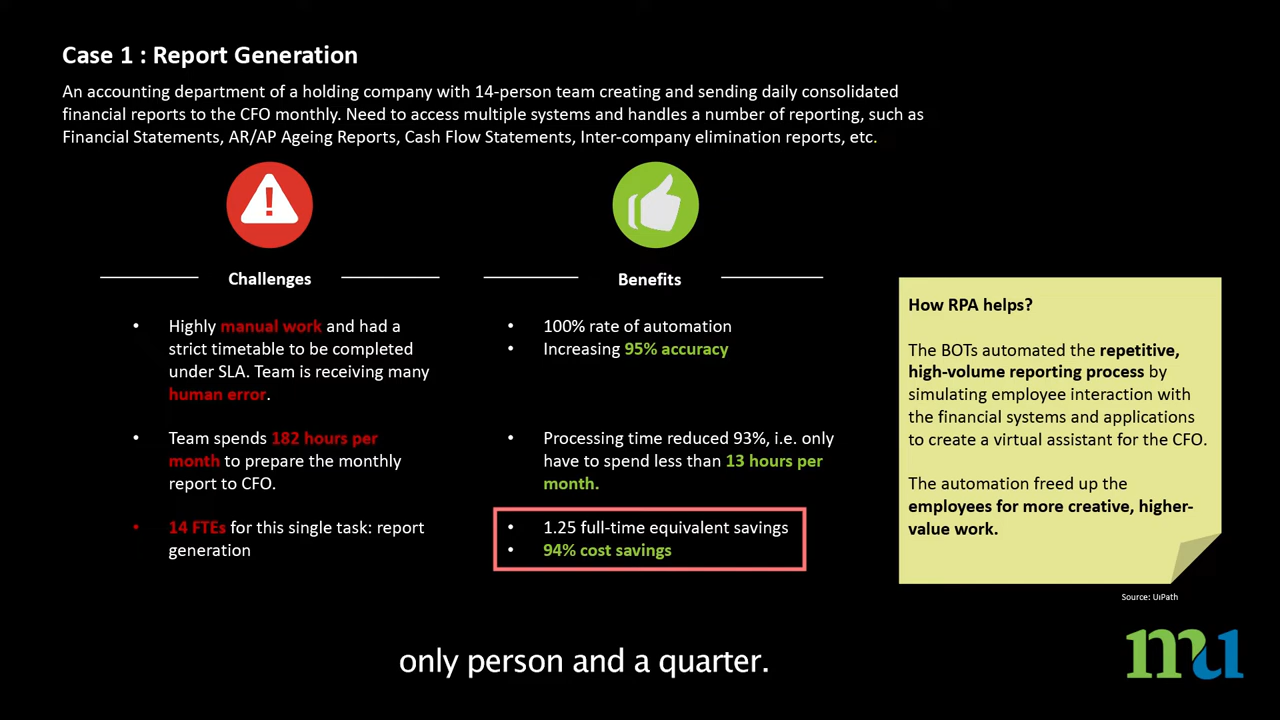 Case 1 : Report Generation
An accounting department of a holding company with 14-person team creating and sending daily consolidated
financial reports to the CFO monthly. Need to access multiple systems and handles a number of reporting, such as
Financial Statements, AR/AP Ageing Reports, Cash Flow Statements, Inter-company elimination reports, etc.
Challenges
• Highly manual work and had a
strict timetable to be completed
under SLA. Team is receiving many
human error.
• Team spends 182 hours per
month to prepare the monthly
report to CFO.
• 14 FTEs for this single task: report
generation
Benefits
• 100% rate of automation
• Increasing 95% accuracy
• Processing time reduced 93%, i.e. only
have to spend less than 13 hours per
month.
• 1.25 full-time equivalent savings
• 94% cost savings
How RPA helps?
The BOTs automated the repetitive,
high-volume reporting process by
simulating employee interaction with
the financial systems and applications
to create a virtual assistant for the CFO.
The automation freed up the
employees for more creative, higher-
value work.
Source: UiPath
only person and a quarter.
mu